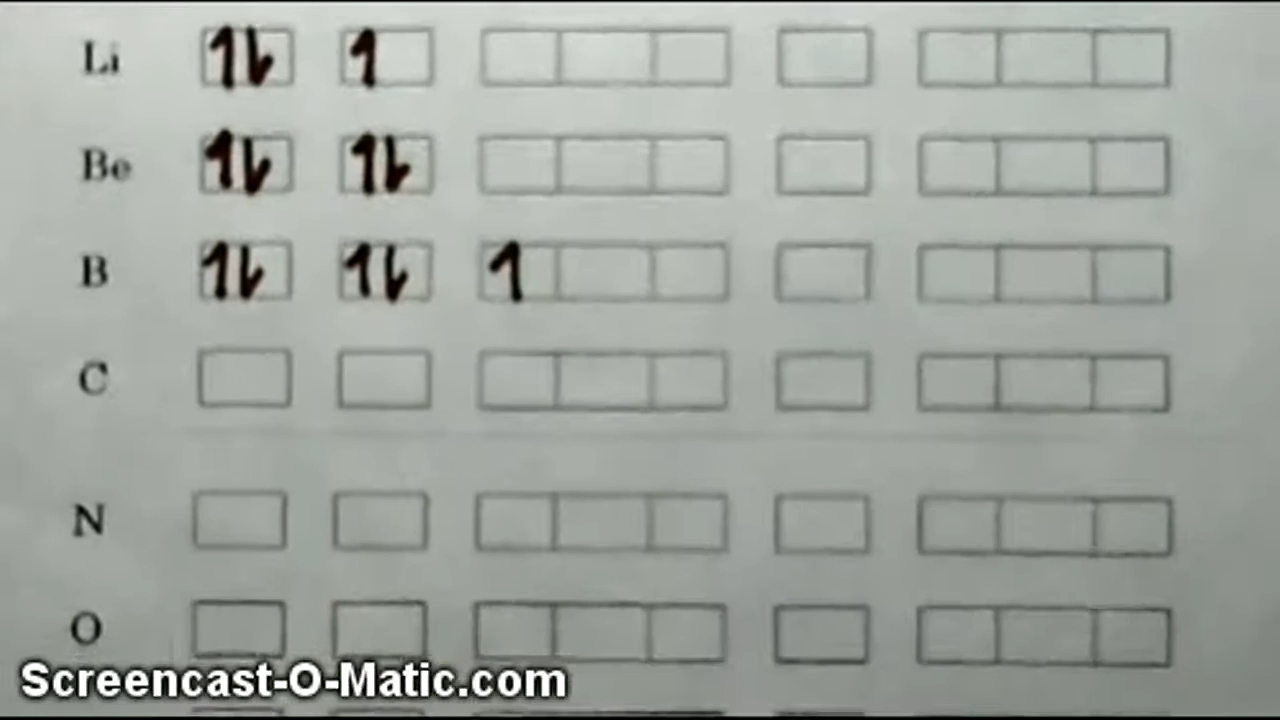 Li ↿⇂ ↿
Be ↿⇂ ↿⇂
B ↿⇂ ↿⇂ ↿
C
N
O
Screencast-O-Matic.com